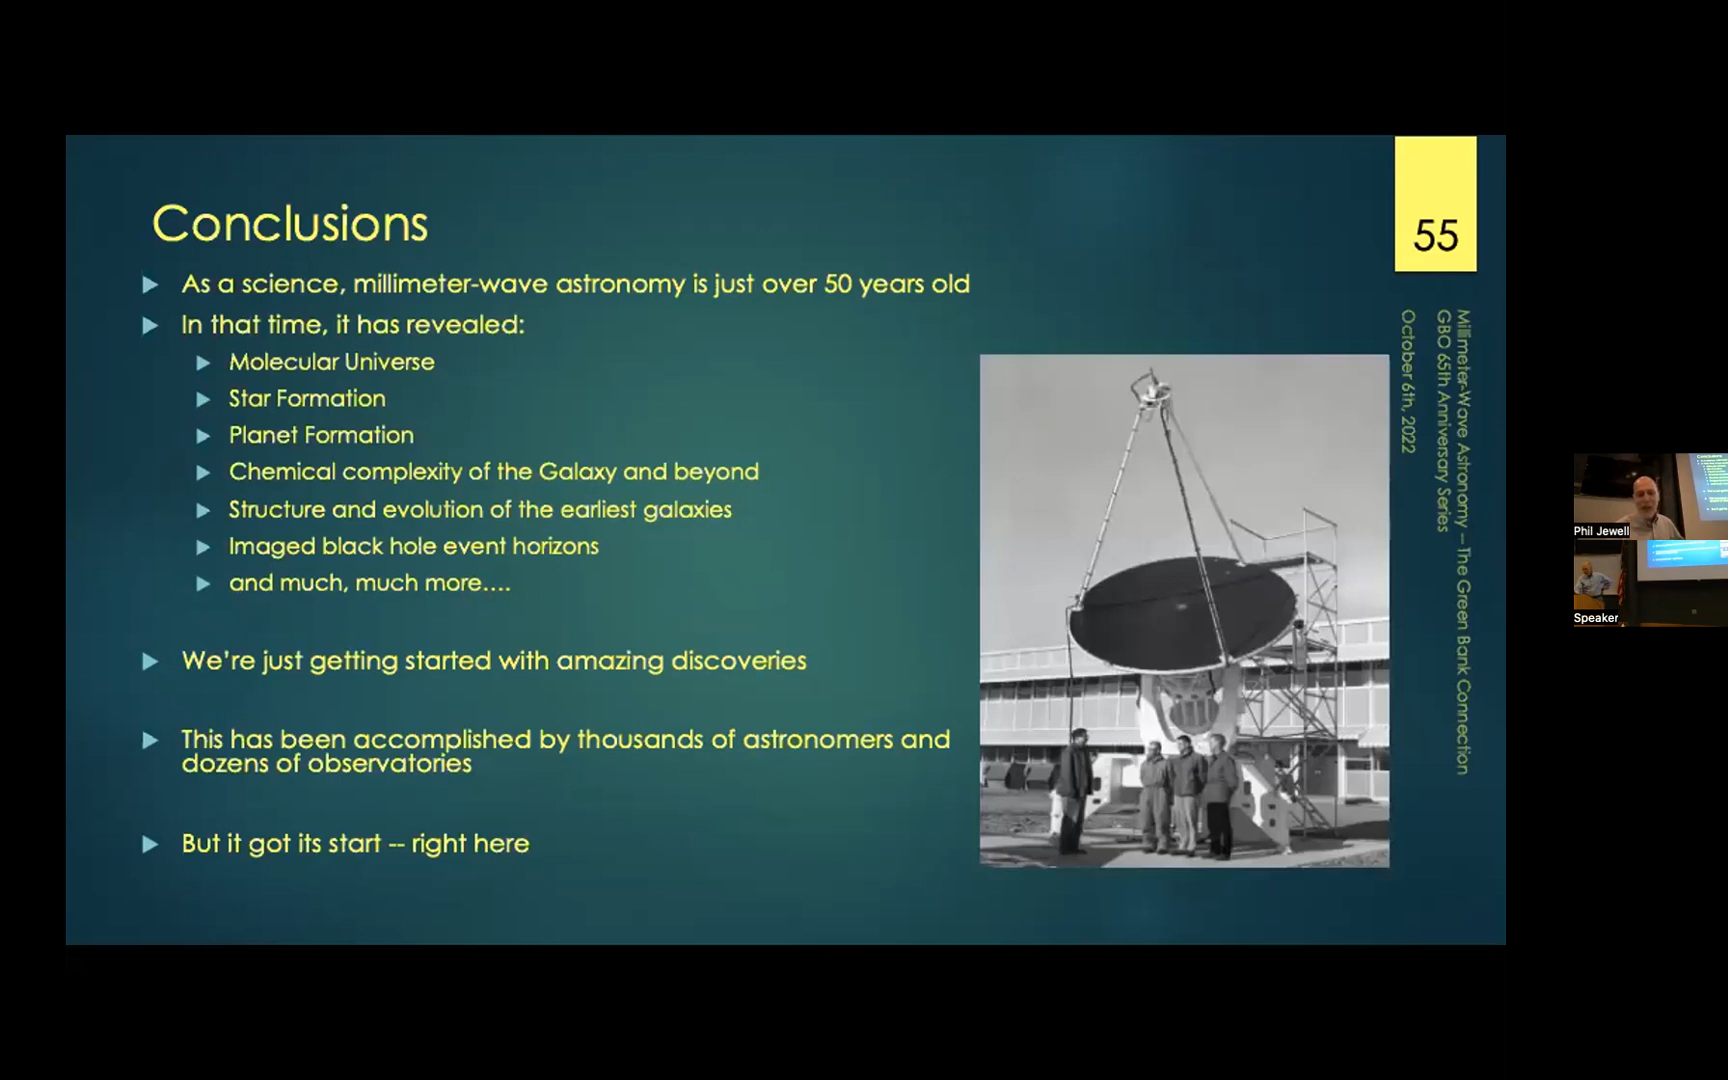 Conclusions
55
As a science, millimeter-wave astronomy is just over 50 years old
In that time, it has revealed:
Molecular Universe
Star Formation
Planet Formation
Chemical complexity of the Galaxy and beyond
Structure and evolution of the earliest galaxies
Imaged black hole event horizons
and much, much more....
We're just getting started with amazing discoveries
This has been accomplished by thousands of astronomers and
dozens of observatories
But it got its start -- right here
Millimeter-Wave Astronomy – The Green Bank Connection
GBO 65th Anniversary Series
October 6th, 2022
Phil Jewell
Speaker